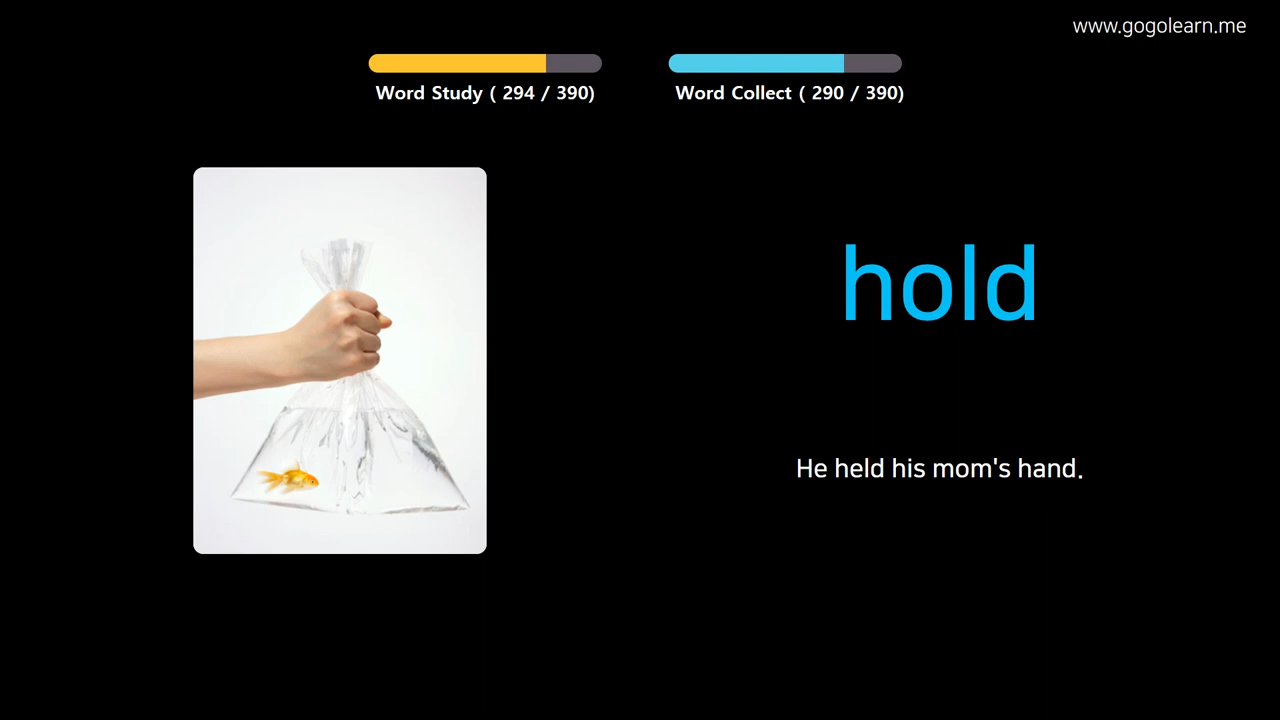 www.gogolearn.me
Word Study ( 294 / 390)
Word Collect ( 290 / 390)
hold
He held his mom's hand.